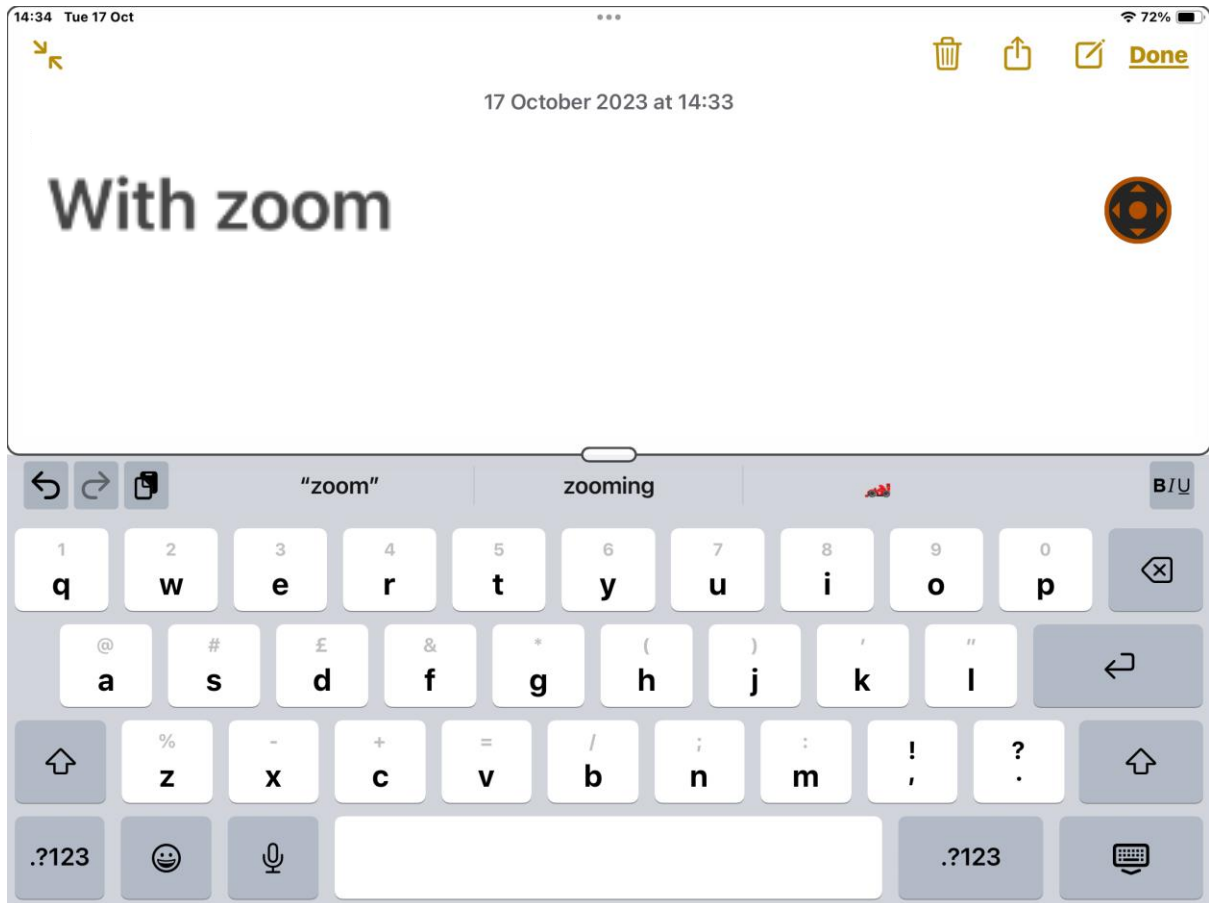 14:34 Tue 17 Oct 72%
Done
17 October 2023 at 14:33
With zoom
“zoom” zooming BIU
1 2 3 4 5 6 7 8 9 0
q w e r t y u i o p
@ # £ & * ( ) ' "
a s d f g h j k l
% - + = / ; : ! ?
z x c v b n m , .
.?123 .?123